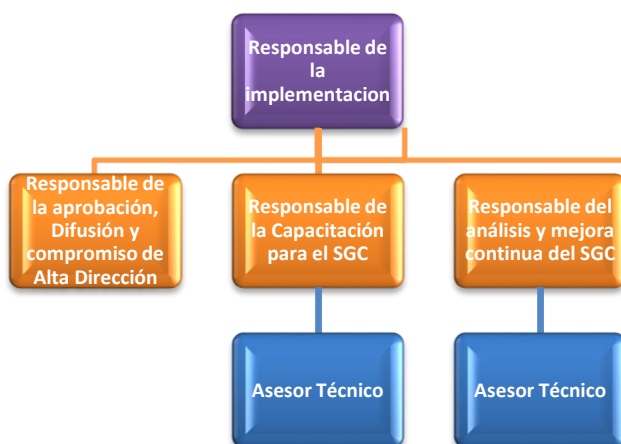 Responsable de
la
implementacion
Responsable de
la aprobación,
Difusión y
compromiso de
Alta Dirección
Responsable de
la Capacitación
para el SGC
Responsable del
análisis y mejora
continua del SGC
Asesor Técnico
Asesor Técnico